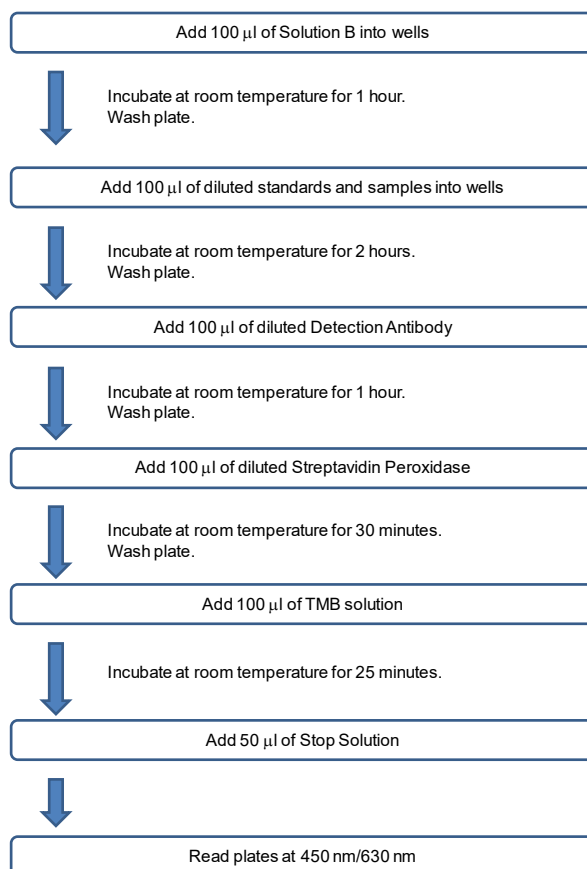 Add 100 μl of Solution B into wells
Incubate at room temperature for 1 hour.
Wash plate.
Add 100 μl of diluted standards and samples into wells
Incubate at room temperature for 2 hours.
Wash plate.
Add 100 μl of diluted Detection Antibody
Incubate at room temperature for 1 hour.
Wash plate.
Add 100 μl of diluted Streptavidin Peroxidase
Incubate at room temperature for 30 minutes.
Wash plate.
Add 100 μl of TMB solution
Incubate at room temperature for 25 minutes.
Add 50 μl of Stop Solution
Read plates at 450 nm/630 nm